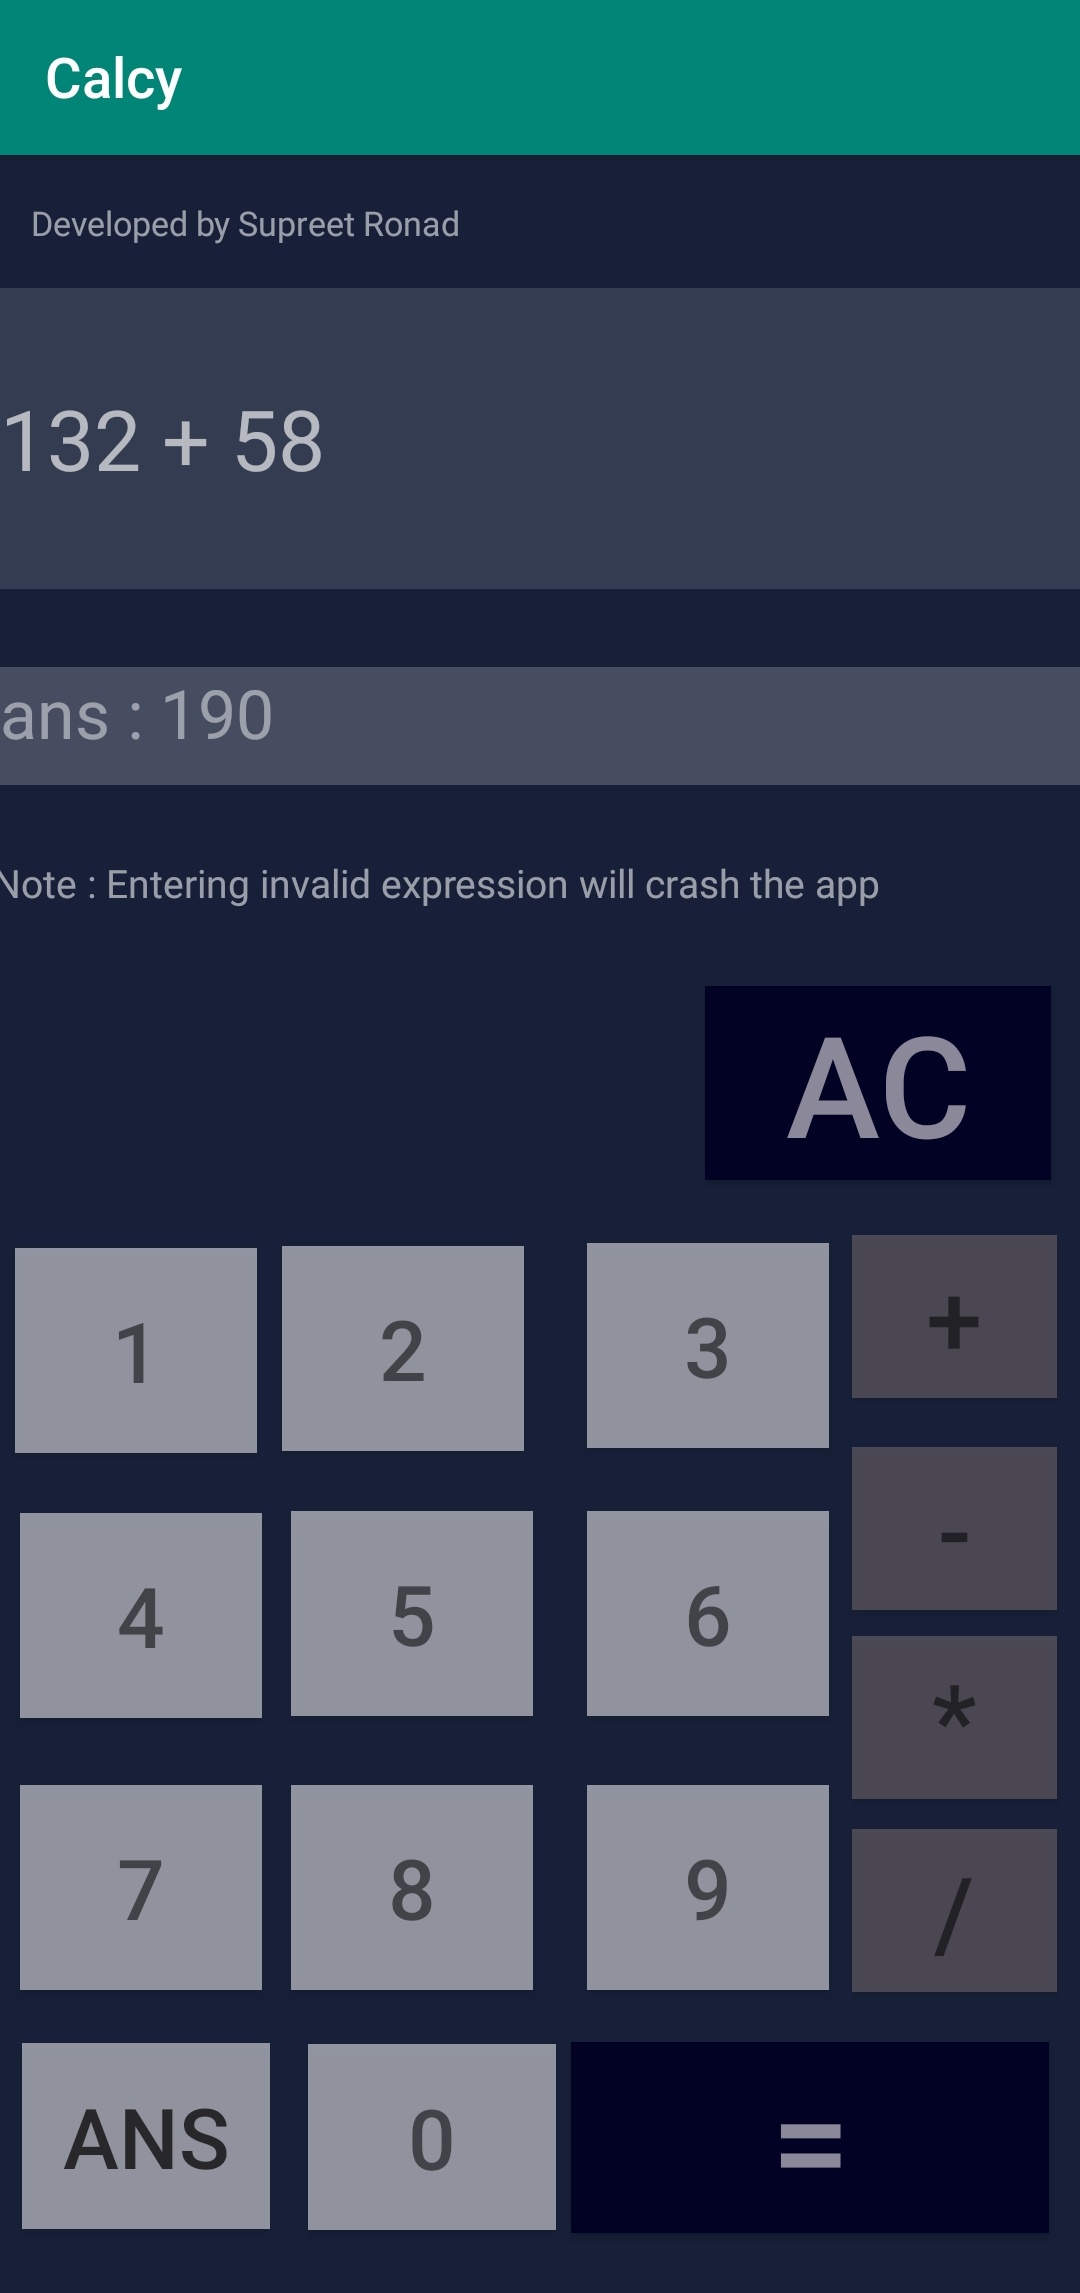 Calcy
Developed by Supreet Ronad
132 + 58
ans : 190
Note : Entering invalid expression will crash the app
AC
1 2 3 +
-
4 5 6
*
7 8 9 /
ANS 0 =